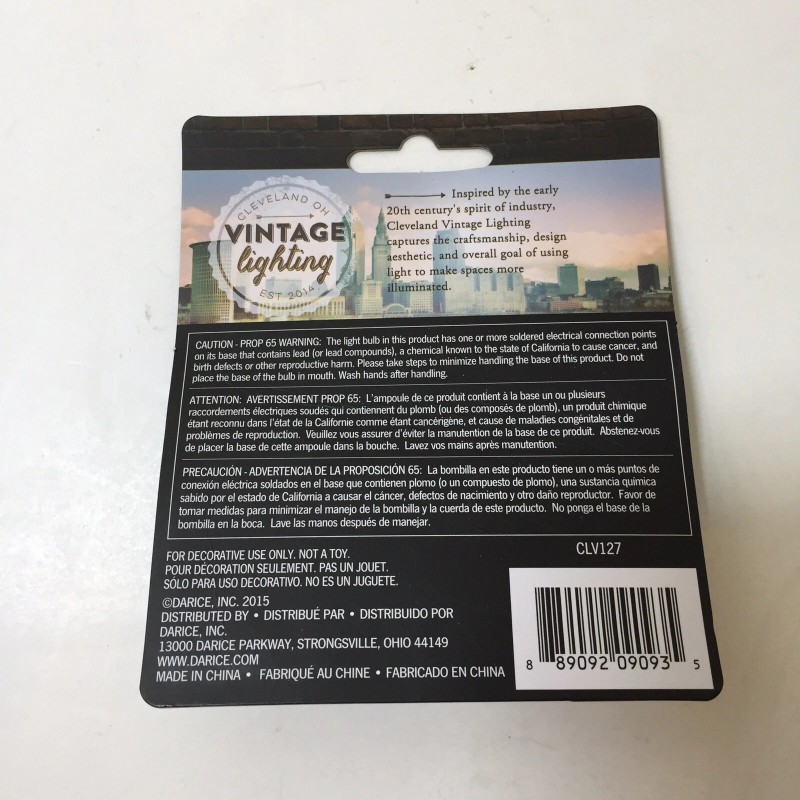 CLEVELAND OH
VINTAGE
lighting
EST 2014
Inspired by the early
20th century's spirit of industry,
Cleveland Vintage Lighting
captures the craftsmanship, design
aesthetic, and overall goal of using
light to make spaces more
illuminated.
CAUTION - PROP 65 WARNING: The light bulb in this product has one or more soldered electrical connection points
on its base that contains lead (or lead compounds), a chemical known to the state of California to cause cancer, and
birth defects or other reproductive harm. Please take steps to minimize handling the base of this product. Do not
place the base of the bulb in mouth. Wash hands after handling.
ATTENTION: AVERTISSEMENT PROP 65: L'ampoule de ce produit contient à la base un ou plusieurs
raccordements électriques soudés qui contiennent du plomb (ou des composés de plomb), un produit chimique
étant reconnu dans l'état de la Californie comme étant cancérigène, et cause de maladies congénitales et de
problèmes de reproduction. Veuillez vous assurer d'éviter la manutention de la base de ce produit. Abstenez-vous
de placer la base de cette ampoule dans la bouche. Lavez vos mains après manutention.
PRECAUCIÓN - ADVERTENCIA DE LA PROPOSICIÓN 65: La bombilla en este producto tiene un o más puntos de
conexión eléctrica soldados en el base que contienen plomo (o un compuesto de plomo), una sustancia química
sabido por el estado de California a causar el cáncer, defectos de nacimiento y otro daño reproductor. Favor de
tomar medidas para minimizar el manejo de la bombilla y la cuerda de este producto. No ponga el base de la
bombilla en la boca. Lave las manos después de manejar.
FOR DECORATIVE USE ONLY. NOT A TOY.
POUR DÉCORATION SEULEMENT. PAS UN JOUET.
SÓLO PARA USO DECORATIVO. NO ES UN JUGUETE.
CLV127
©DARICE, INC. 2015
DISTRIBUTED BY • DISTRIBUÉ PAR • DISTRIBUIDO POR
DARICE, INC.
13000 DARICE PARKWAY, STRONGSVILLE, OHIO 44149
WWW.DARICE.COM
MADE IN CHINA • FABRIQUÉ AU CHINE • FABRICADO EN CHINA
8 89092 09093 5